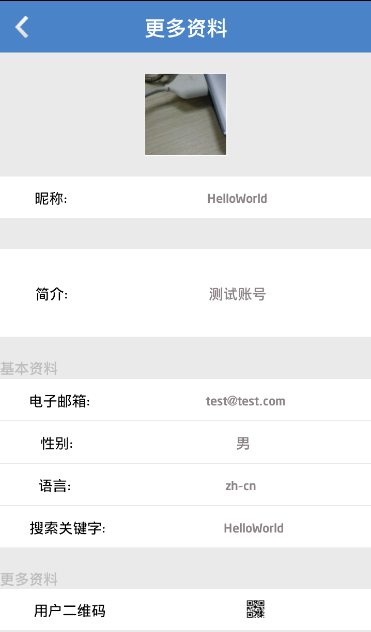 更多资料
昵称: HelloWorld
简介: 测试账号
基本资料
电子邮箱: test@test.com
性别: 男
语言: zh-cn
搜索关键字: HelloWorld
更多资料
用户二维码